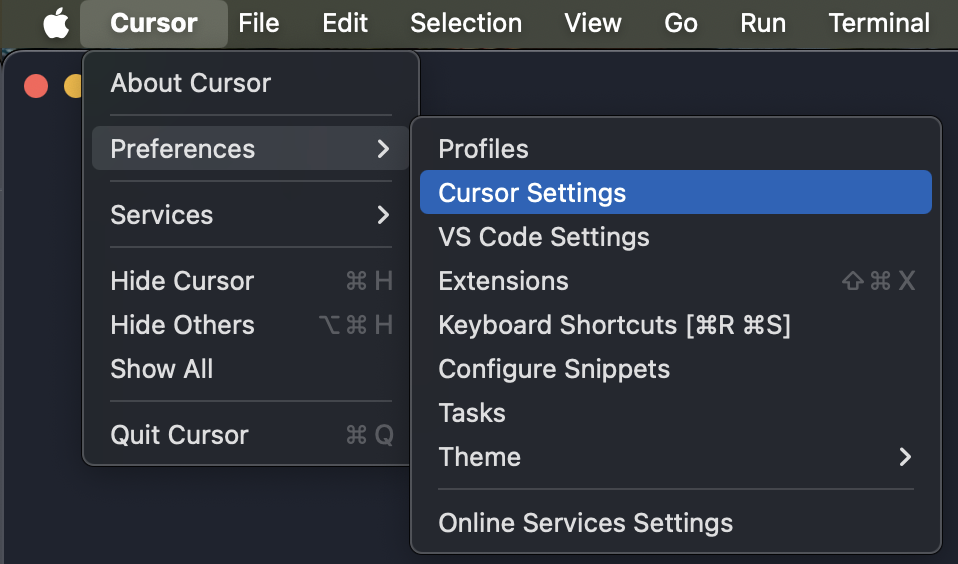 Cursor File Edit Selection View Go Run Terminal
About Cursor
Preferences
Services
Hide Cursor ⌘ H
Hide Others ⌥ ⌘ H
Show All
Quit Cursor ⌘ Q
Profiles
Cursor Settings
VS Code Settings
Extensions ⇧ ⌘ X
Keyboard Shortcuts [⌘R ⌘S]
Configure Snippets
Tasks
Theme
Online Services Settings